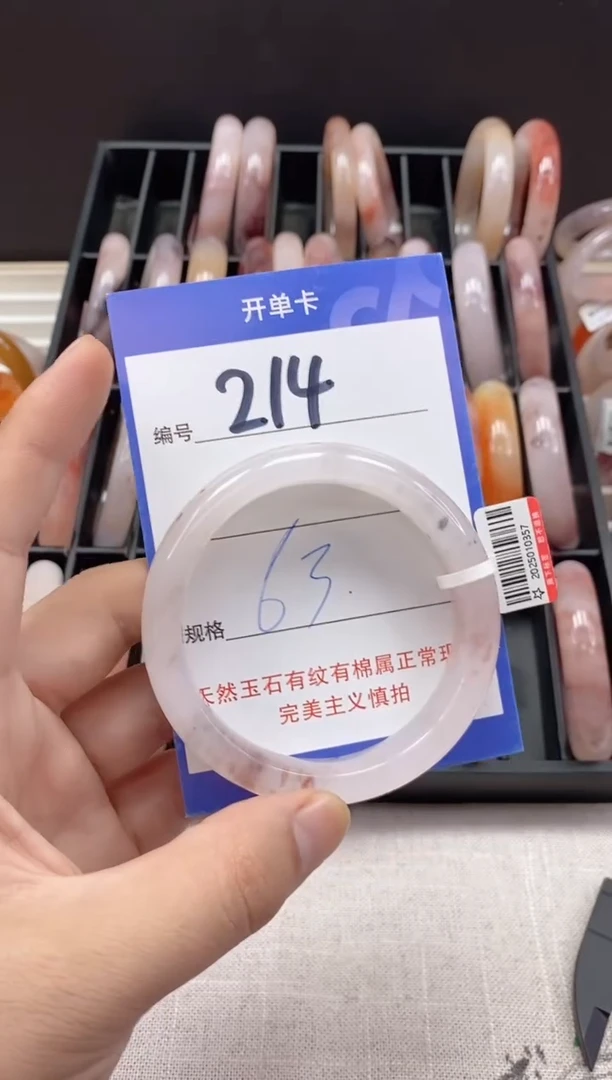 开单卡
编号 214
规格 63.
天然玉石有纹有棉属正常现
完美主义慎拍
2025010357